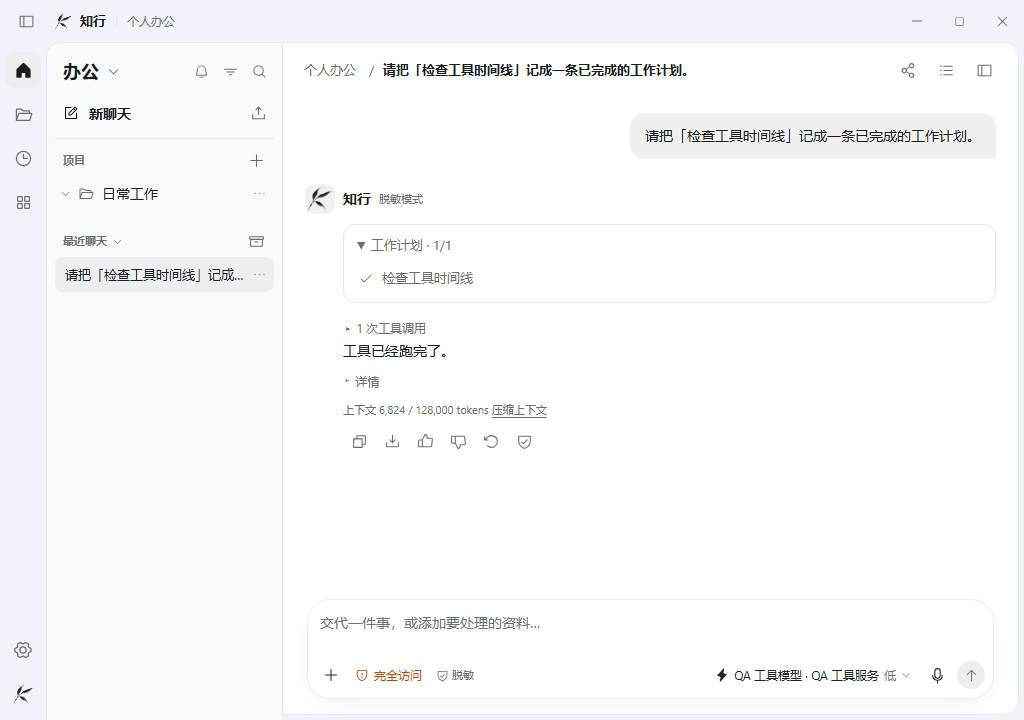 知行 个人办公
办公
新聊天
项目
日常工作
最近聊天
请把「检查工具时间线」记成...
个人办公 / 请把「检查工具时间线」记成一条已完成的工作计划。
请把「检查工具时间线」记成一条已完成的工作计划。
知行 脱敏模式
▼ 工作计划 · 1/1
检查工具时间线
1 次工具调用
工具已经跑完了。
详情
上下文 6,824 / 128,000 tokens 压缩上下文
交代一件事，或添加要处理的资料...
完全访问 脱敏 QA 工具模型 · QA 工具服务 低